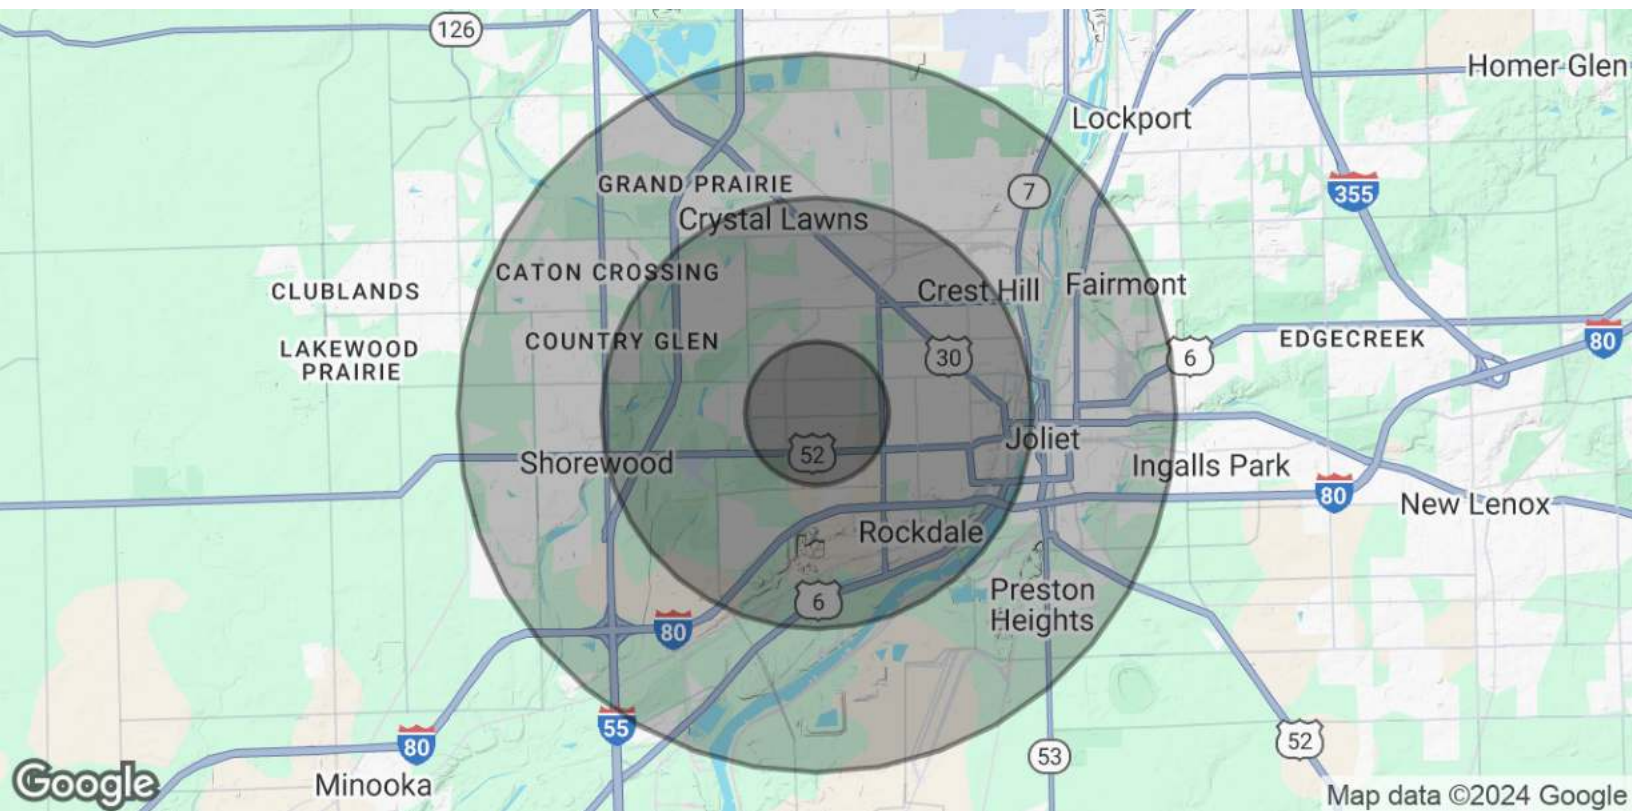 126
Homer Glen
Lockport
GRAND PRAIRIE
7
355
Crystal Lawns
CATON CROSSING
CLUBLANDS
Crest Hill
Fairmont
COUNTRY GLEN
LAKEWOOD
PRAIRIE
30
6
EDGECREEK
80
52
Joliet
Shorewood
Ingalls Park
80
New Lenox
Rockdale
6
Preston
Heights
80
55
80
52
53
Minooka
Google
Map data ©2024 Google